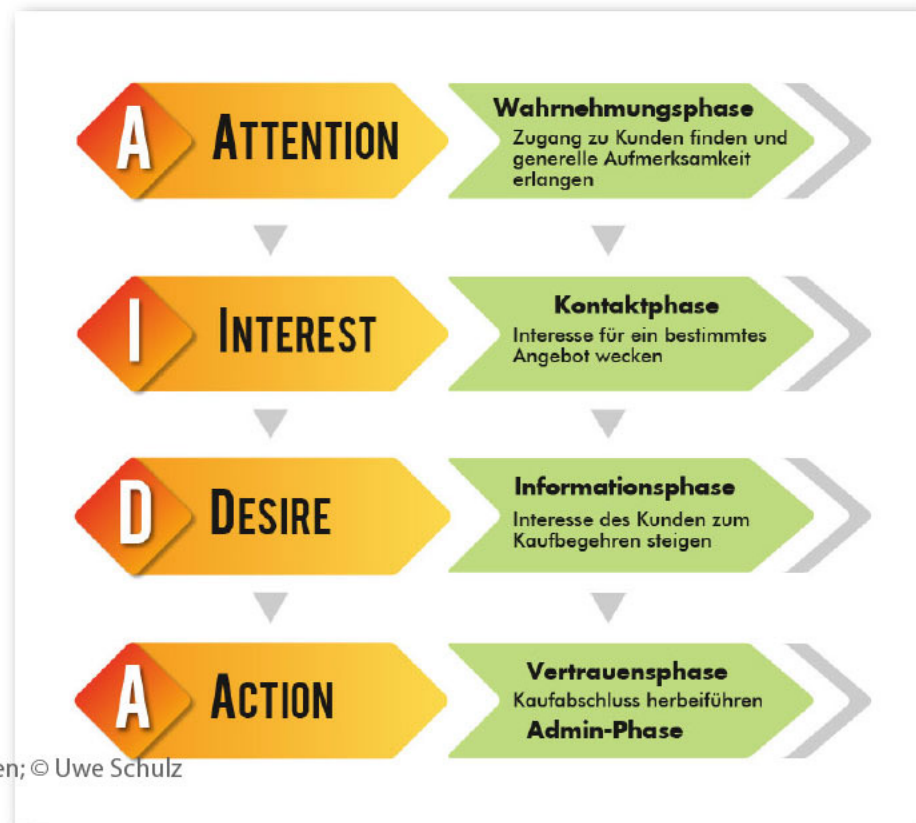 A ATTENTION
Wahrnehmungsphase
Zugang zu Kunden finden und
generelle Aufmerksamkeit
erlangen
I INTEREST
Kontaktphase
Interesse für ein bestimmtes
Angebot wecken
D DESIRE
Informationsphase
Interesse des Kunden zum
Kaufbegehren steigen
A ACTION
Vertrauensphase
Kaufabschluss herbeiführen
Admin-Phase
© Uwe Schulz